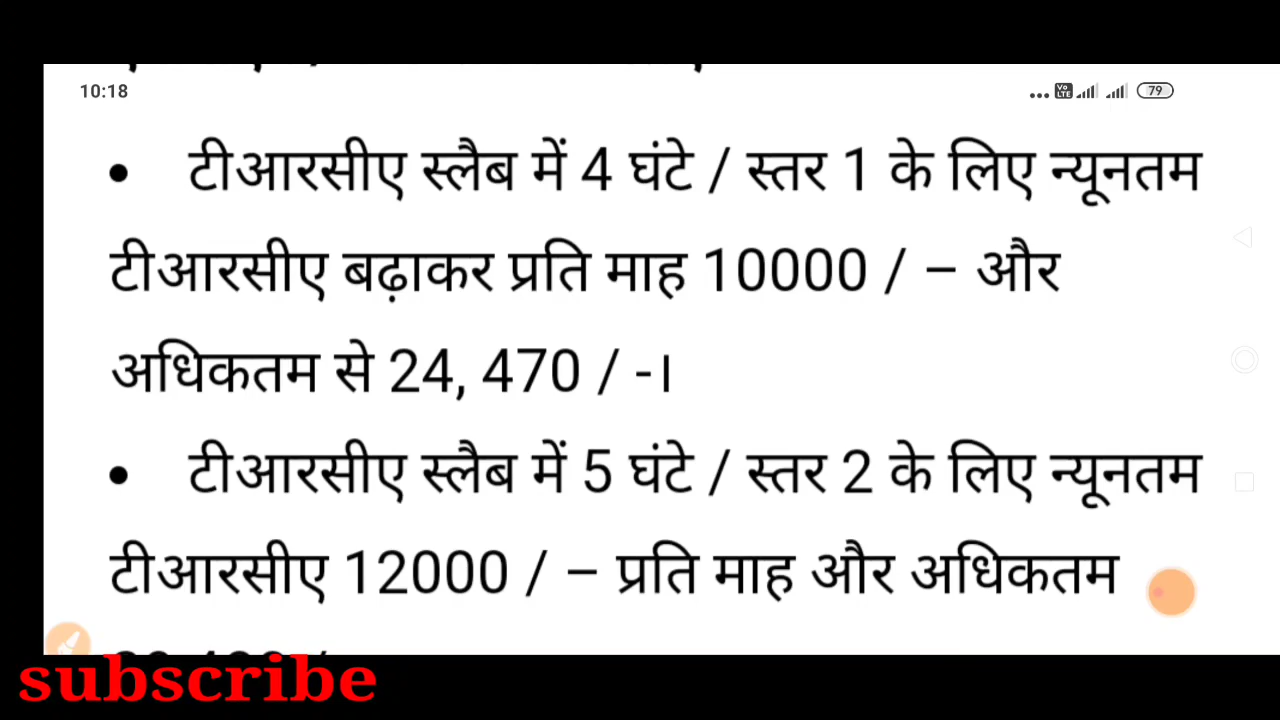 10:18
79
• टीआरसीए स्लैब में 4 घंटे / स्तर 1 के लिए न्यूनतम
टीआरसीए बढ़ाकर प्रति माह 10000 / – और
अधिकतम से 24, 470 / -।
• टीआरसीए स्लैब में 5 घंटे / स्तर 2 के लिए न्यूनतम
टीआरसीए 12000 / – प्रति माह और अधिकतम
subscribe